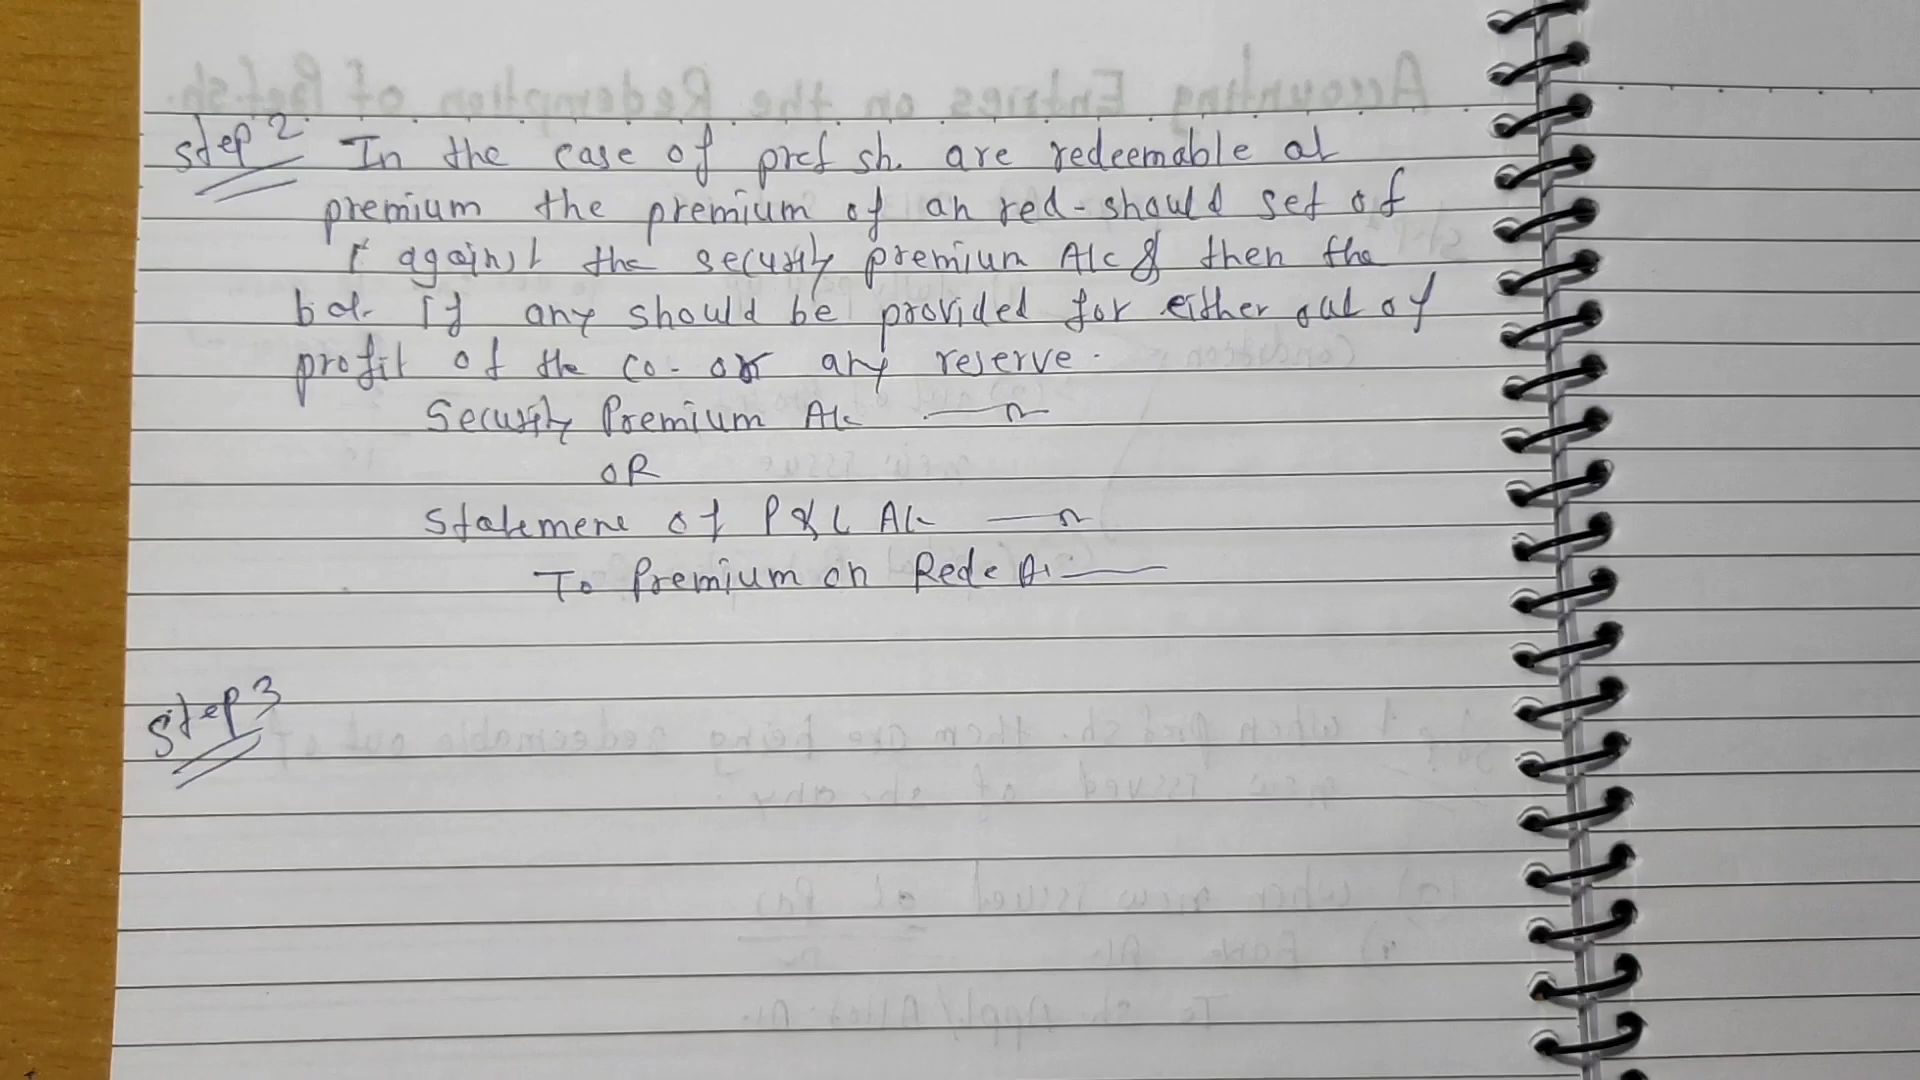 Step 2 In the case of pref sh. are redeemable at
premium the premium of an red- should set of
f against the security premium A/c & then the
bal. If any should be provided for either out of
profit of the co- or any reserve.
Security Premium A/c — Dr
OR
Statement of P & L A/c — Dr
To Premium on Rede A/c —
Step 3